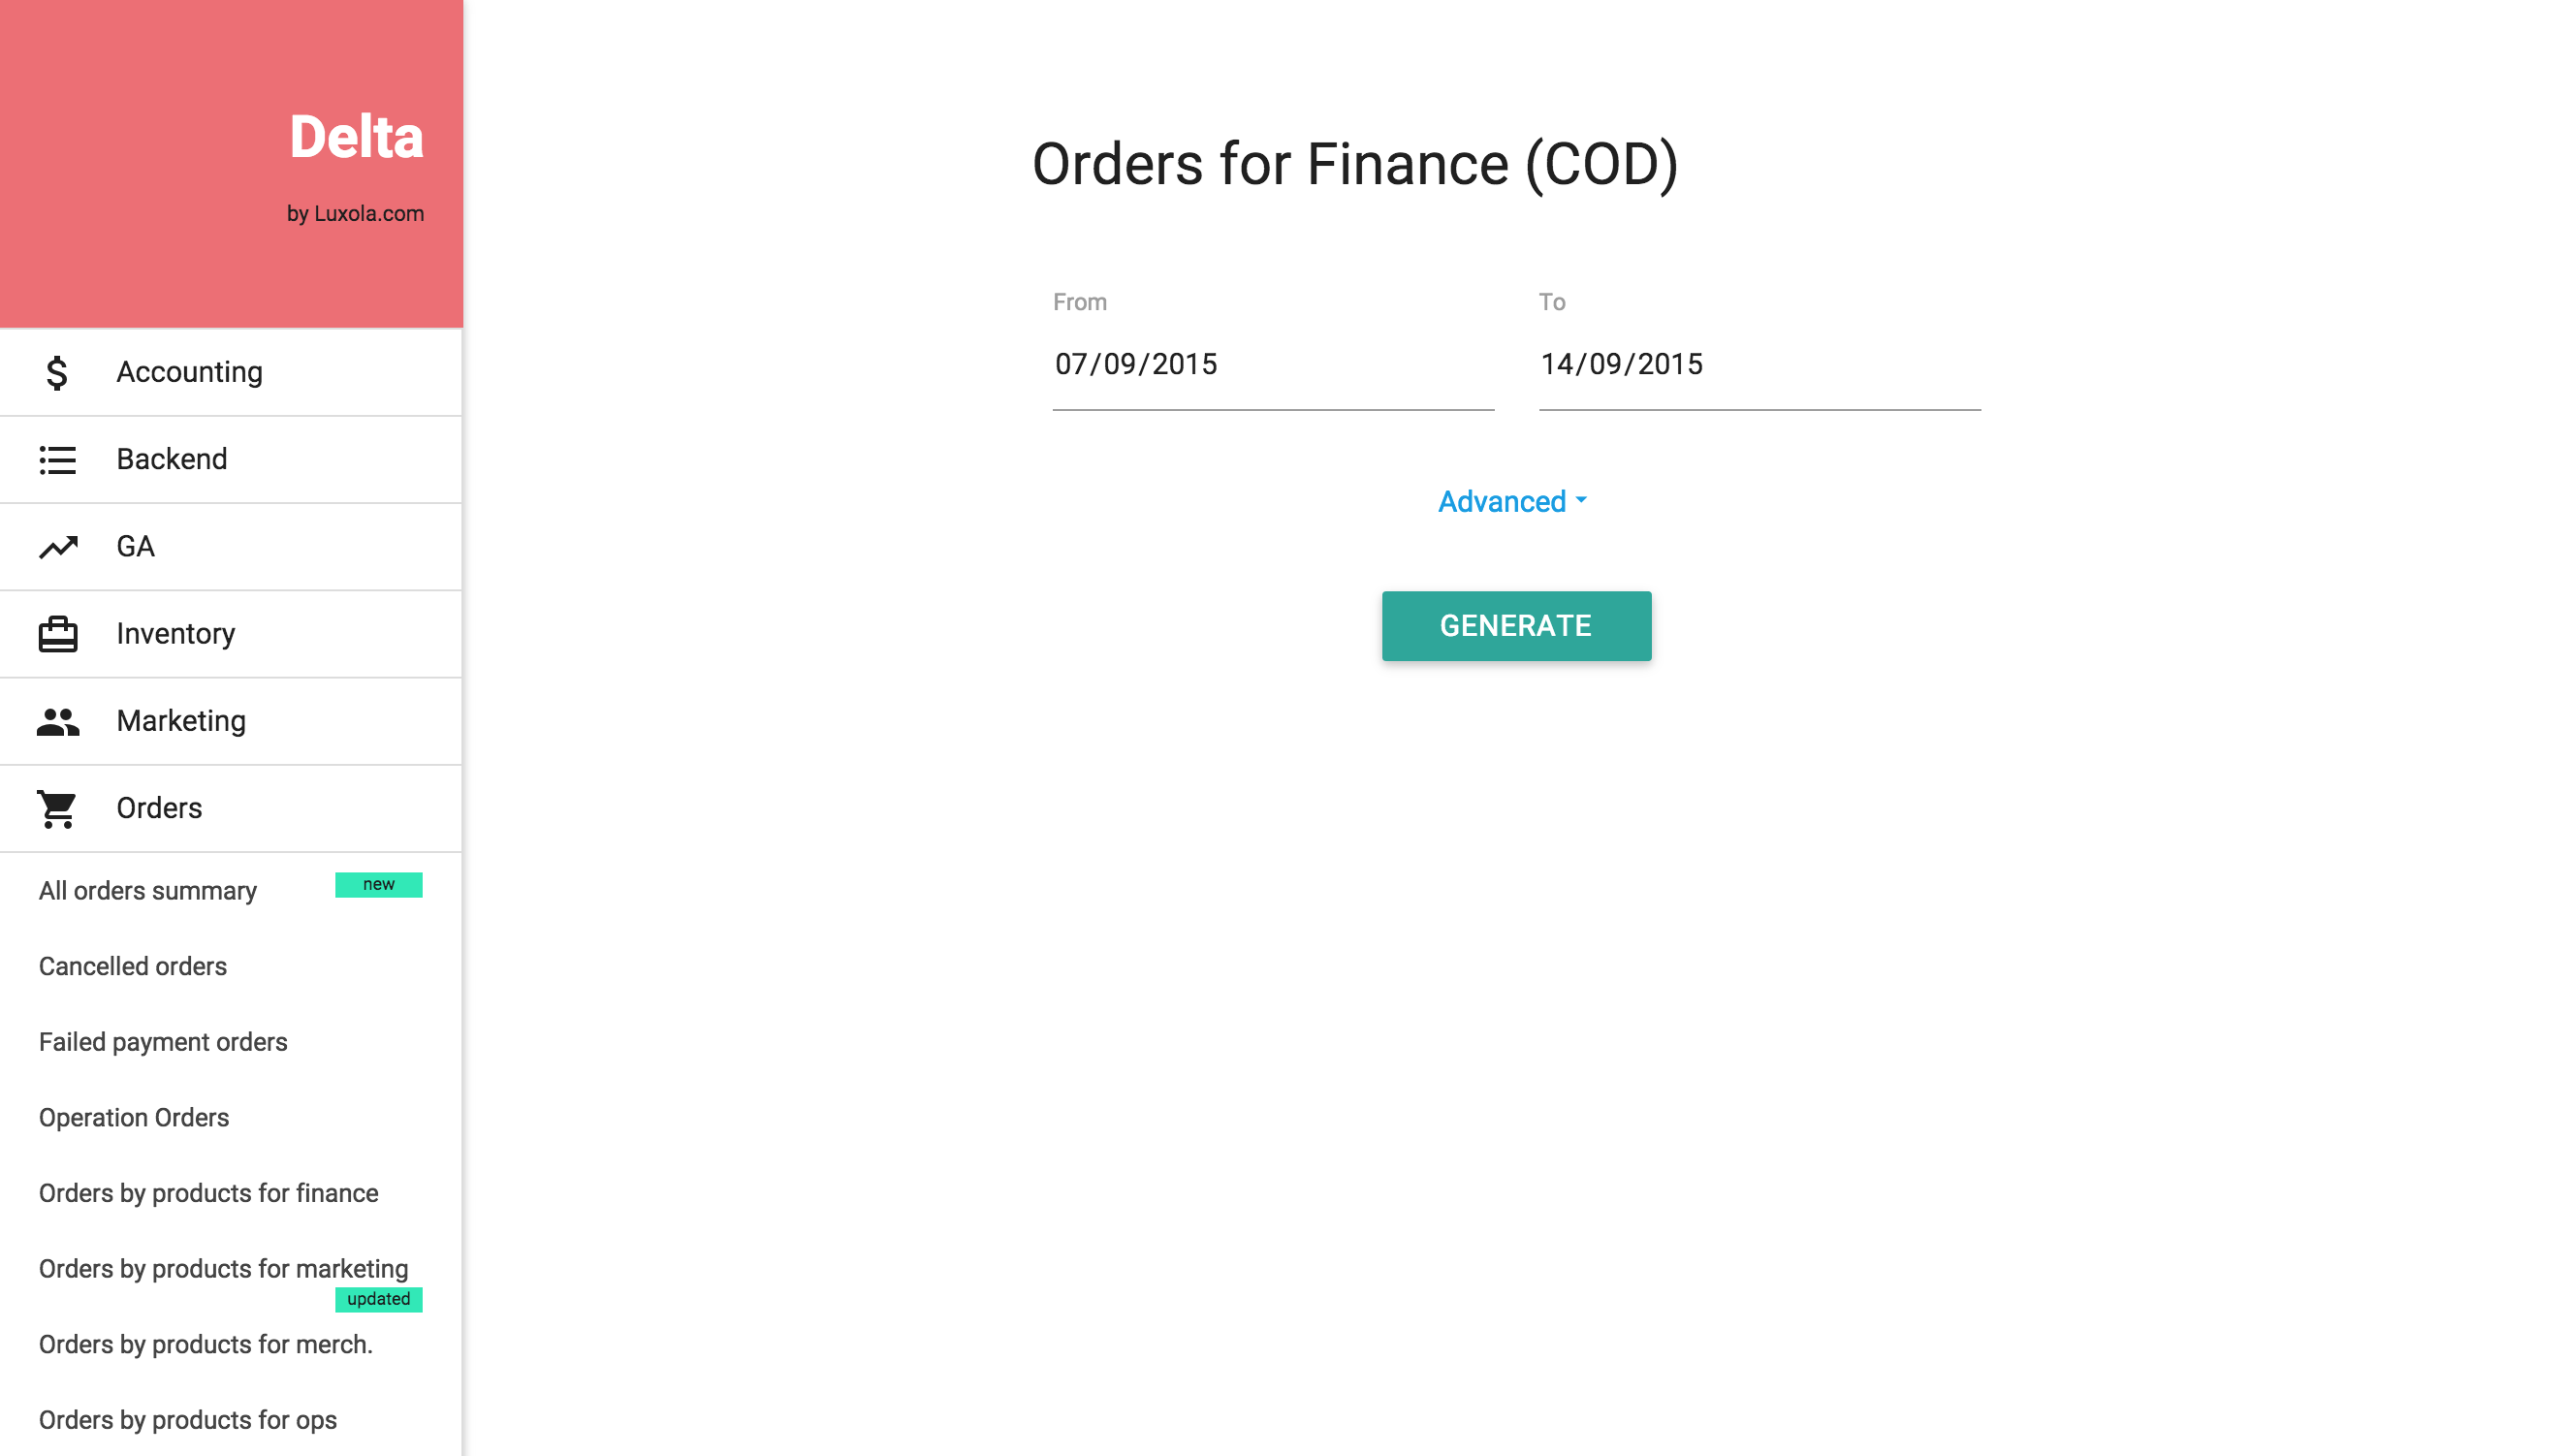 Delta
by Luxola.com
Accounting
Backend
GA
Inventory
Marketing
Orders
All orders summary
new
Cancelled orders
Failed payment orders
Operation Orders
Orders by products for finance
Orders by products for marketing
updated
Orders by products for merch.
Orders by products for ops
Orders for Finance (COD)
From
To
07/09/2015
14/09/2015
Advanced
GENERATE